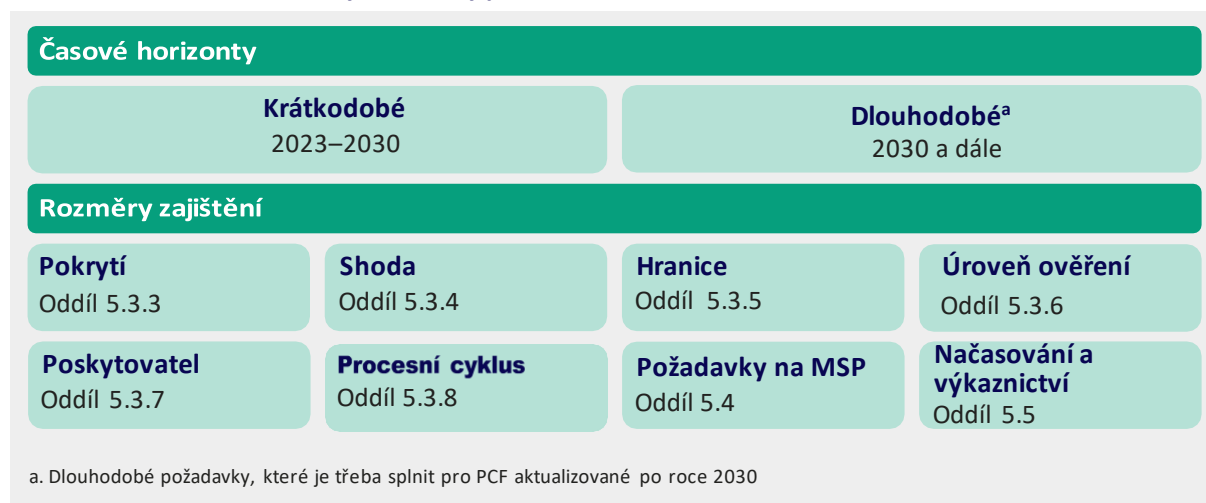 Časové horizonty
Krátkodobé
2023–2030
Dlouhodobéᵃ
2030 a dále
Rozměry zajištění
Pokrytí
Oddíl 5.3.3
Shoda
Oddíl 5.3.4
Hranice
Oddíl 5.3.5
Úroveň ověření
Oddíl 5.3.6
Poskytovatel
Oddíl 5.3.7
Procesní cyklus
Oddíl 5.3.8
Požadavky na MSP
Oddíl 5.4
Načasování a
výkaznictví
Oddíl 5.5
a. Dlouhodobé požadavky, které je třeba splnit pro PCF aktualizované po roce 2030